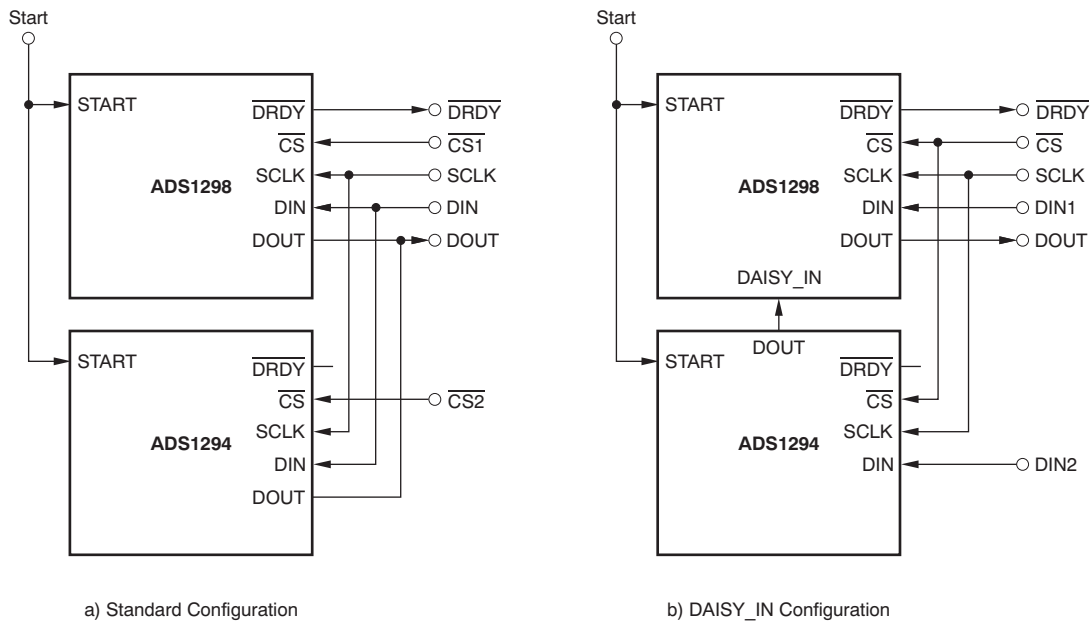 Start
START
DRDY
CS
SCLK
DIN
DOUT
ADS1298
DRDY
CS1
SCLK
DIN
DOUT
START
DRDY
CS
SCLK
DIN
DOUT
ADS1294
CS2
a) Standard Configuration
Start
START
DRDY
CS
SCLK
DIN
DOUT
ADS1298
DAISY_IN
DRDY
CS
SCLK
DIN1
DOUT
START
DOUT
DRDY
CS
SCLK
DIN
ADS1294
DIN2
b) DAISY_IN Configuration